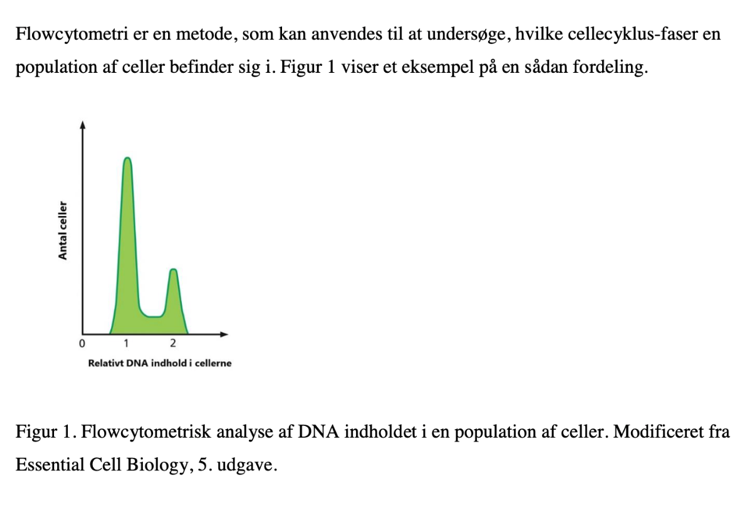 Flowcytometri er en metode, som kan anvendes til at undersøge, hvilke cellecyklus-faser en
population af celler befinder sig i. Figur 1 viser et eksempel på en sådan fordeling.
Antal celler
0 1 2
Relativt DNA indhold i cellerne
Figur 1. Flowcytometrisk analyse af DNA indholdet i en population af celler. Modificeret fra
Essential Cell Biology, 5. udgave.